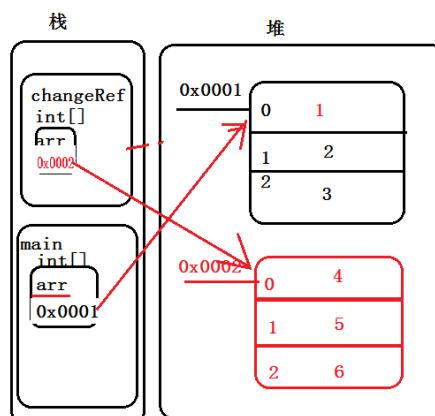 栈
堆
changeRef
int[]
arr
0x0002
main
int[]
arr
0x0001
0x0001
0 1
1 2
2 3
0x0002
0 4
1 5
2 6